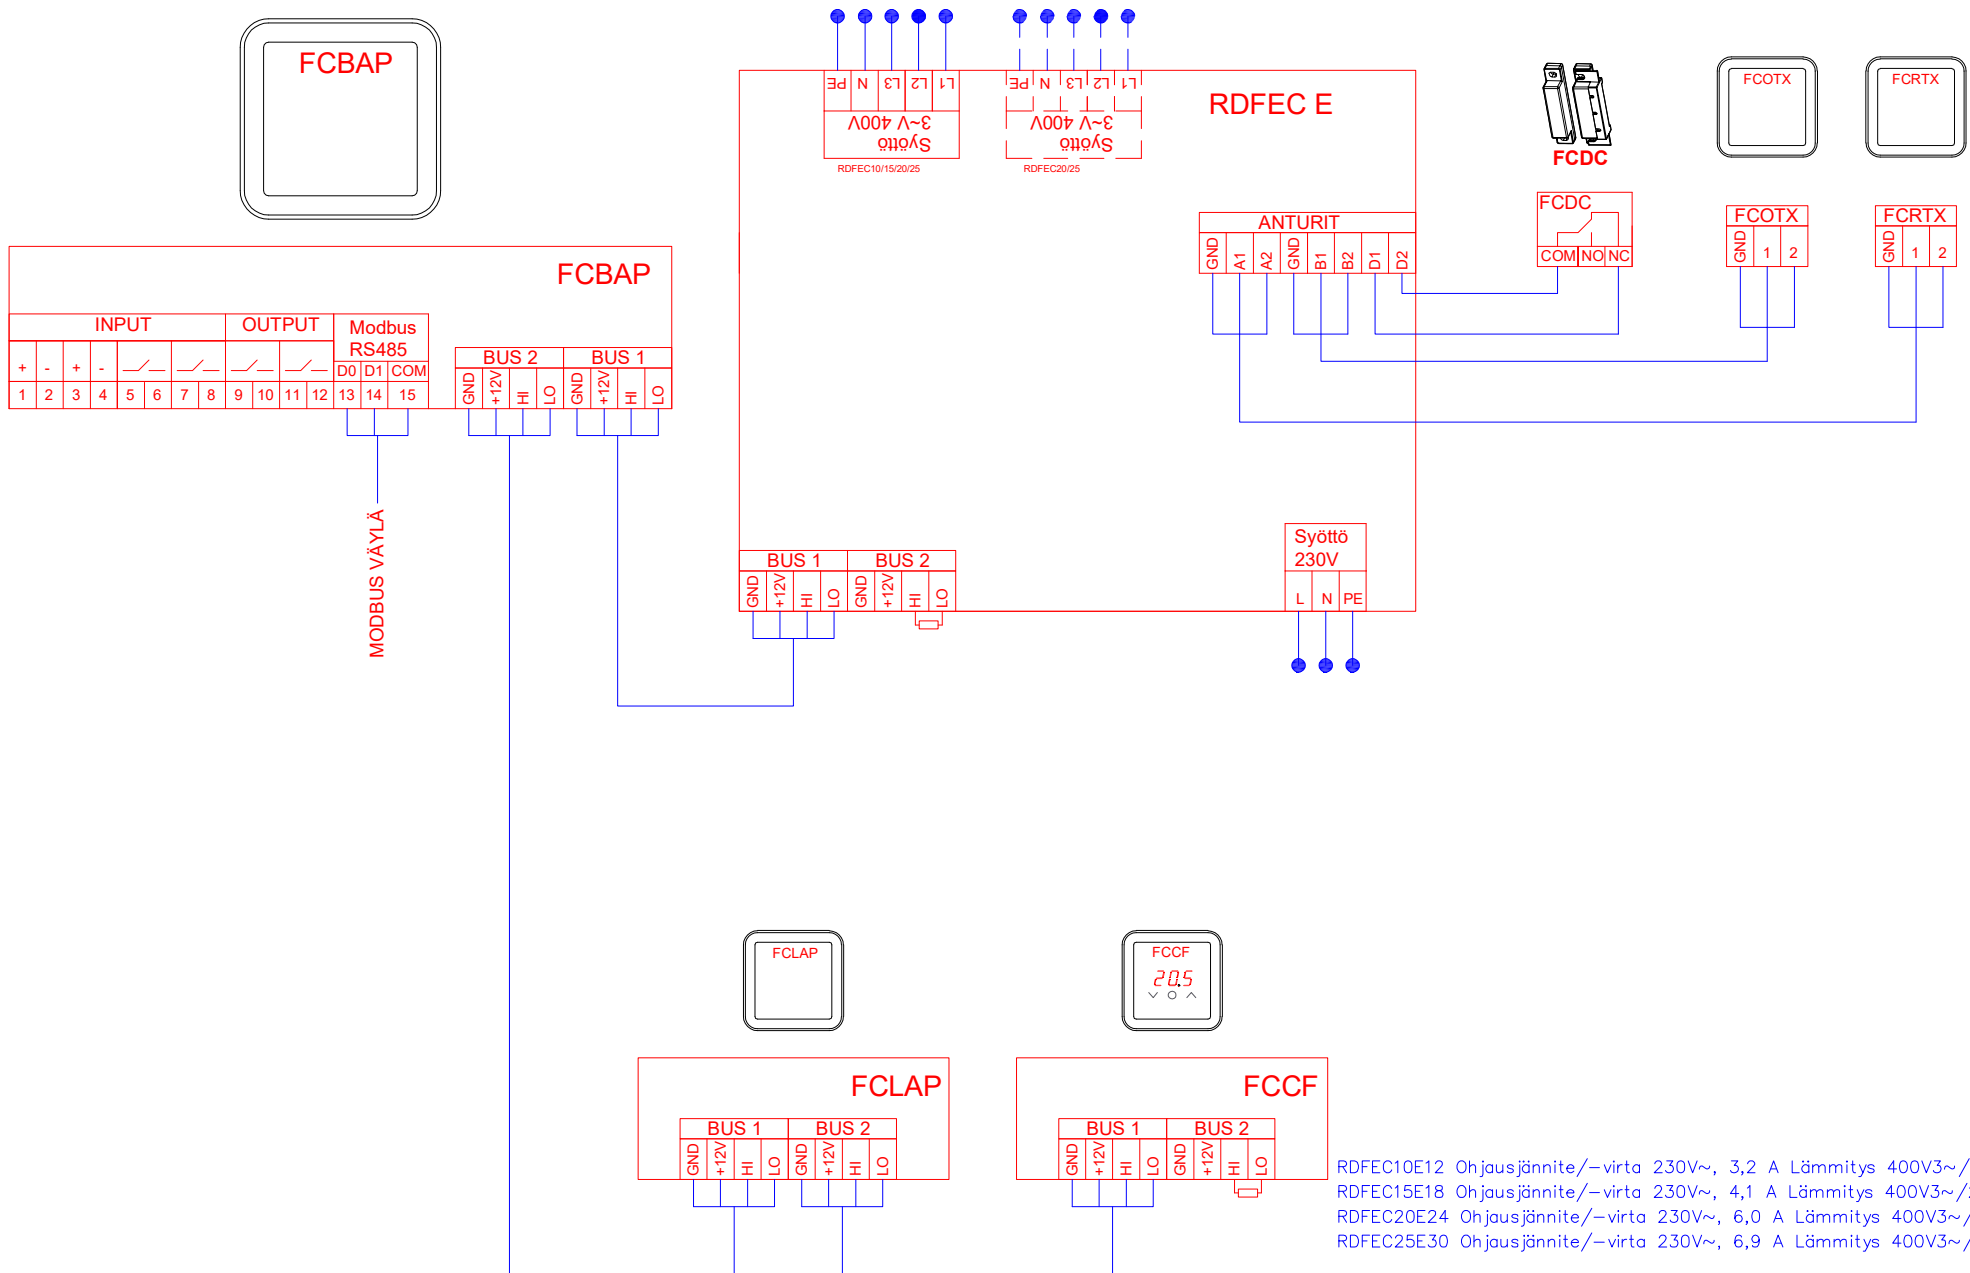 FCBAP
FCBAP
INPUT OUTPUT Modbus
RS485
+ - + - D0 D1 COM
1 2 3 4 5 6 7 8 9 10 11 12 13 14 15
BUS 2 BUS 1
GND +12V HI LO GND +12V HI LO
MODBUS VÄYLÄ
PE N L3 L2 L1
Syöttö
3~V 400V
RDFEC10/15/20/25
PE N L3 L2 L1
Syöttö
3~V 400V
RDFEC20/25
RDFEC E
ANTURIT
GND A1 A2 GND B1 B2 D1 D2
BUS 1 BUS 2
GND +12V HI LO GND +12V HI LO
Syöttö
230V
L N PE
FCDC
FCDC
COM NO NC
FCOTX
FCOTX
GND 1 2
FCRTX
FCRTX
GND 1 2
FCLAP
FCLAP
BUS 1 BUS 2
GND +12V HI LO GND +12V HI LO
FCCF
20.5
FCCF
BUS 1 BUS 2
GND +12V HI LO GND +12V HI LO
RDFEC10E12 Ohjausjännite/-virta 230V~, 3,2 A Lämmitys 400V3~/
RDFEC15E18 Ohjausjännite/-virta 230V~, 4,1 A Lämmitys 400V3~/
RDFEC20E24 Ohjausjännite/-virta 230V~, 6,0 A Lämmitys 400V3~/
RDFEC25E30 Ohjausjännite/-virta 230V~, 6,9 A Lämmitys 400V3~/